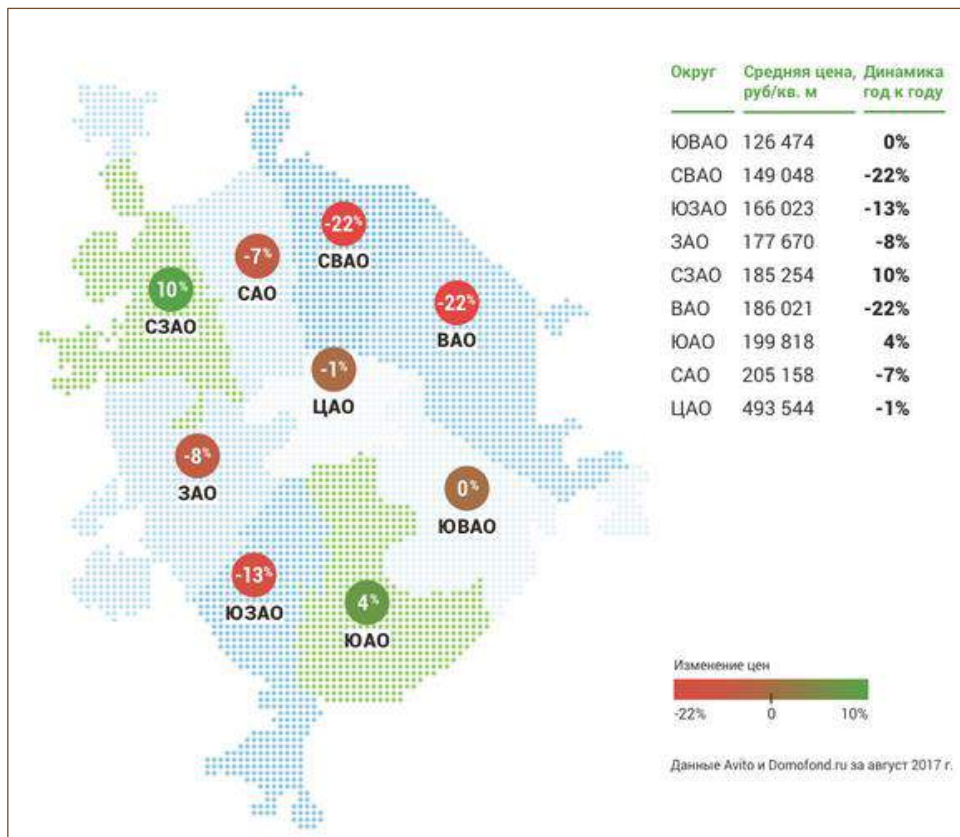 Округ Средняя цена, руб/кв. м Динамика год к году
ЮВАО 126 474 0%
СВАО 149 048 -22%
ЮЗАО 166 023 -13%
ЗАО 177 670 -8%
СЗАО 185 254 10%
ВАО 186 021 -22%
ЮАО 199 818 4%
САО 205 158 -7%
ЦАО 493 544 -1%
-22%
СВАО
-7%
САО
10%
СЗАО
-22%
ВАО
-1%
ЦАО
-8%
ЗАО
0%
ЮВАО
-13%
ЮЗАО
4%
ЮАО
Изменение цен
-22% 0 10%
Данные Avito и Domofond.ru за август 2017 г.